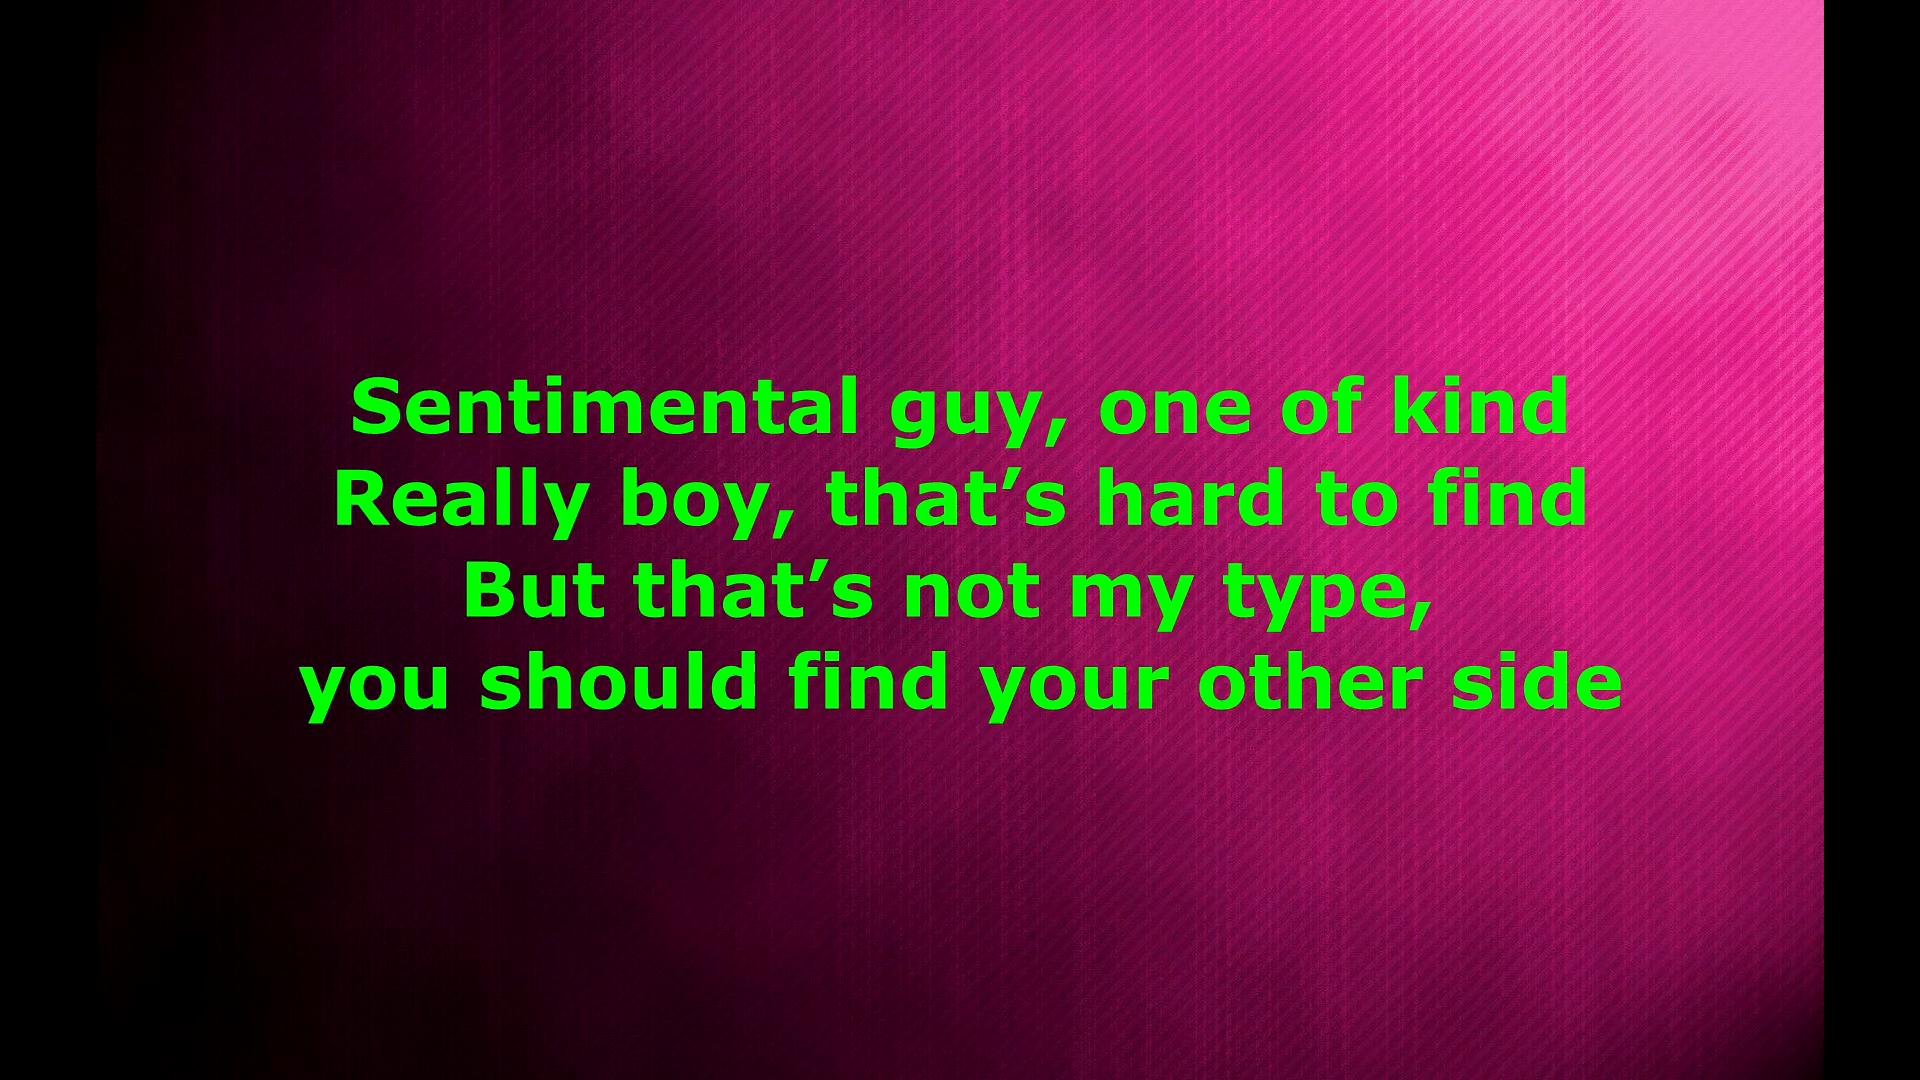 Sentimental guy, one of kind
Really boy, that’s hard to find
But that’s not my type,
you should find your other side